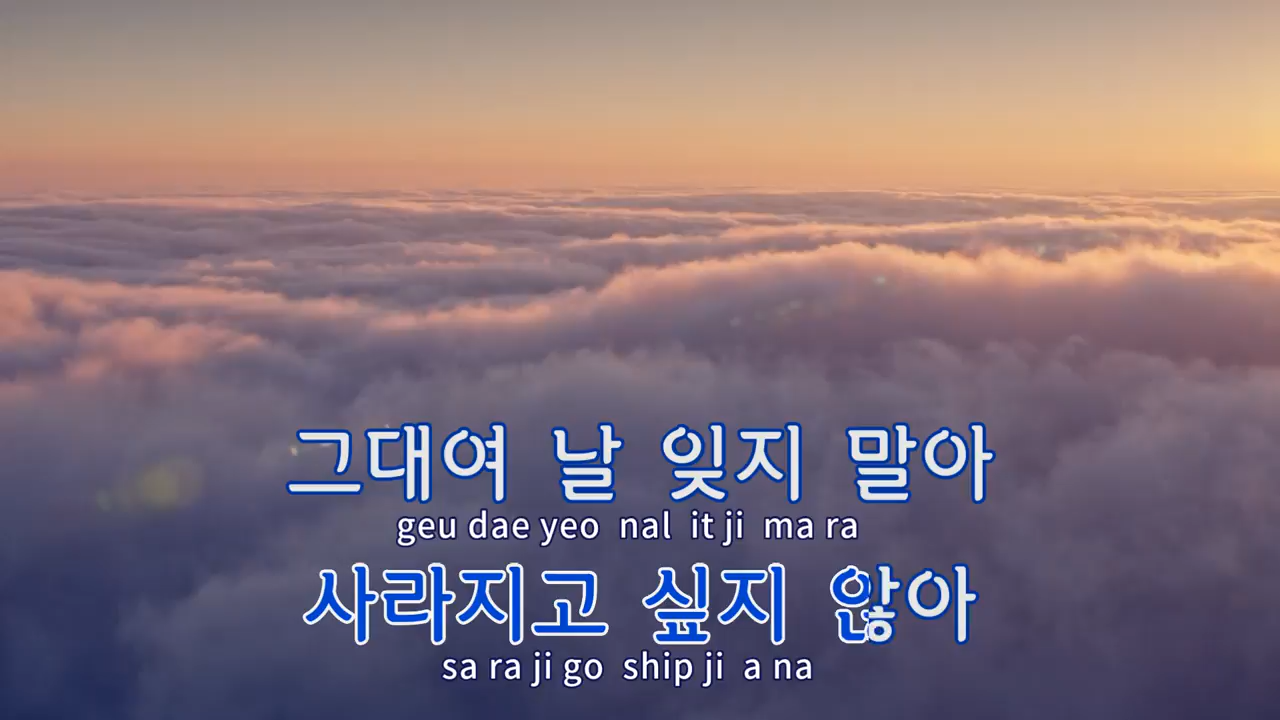 그대여 날 잊지 말아
geu dae yeo nal it ji ma ra
사라지고 싶지 않아
sa ra ji go ship ji a na